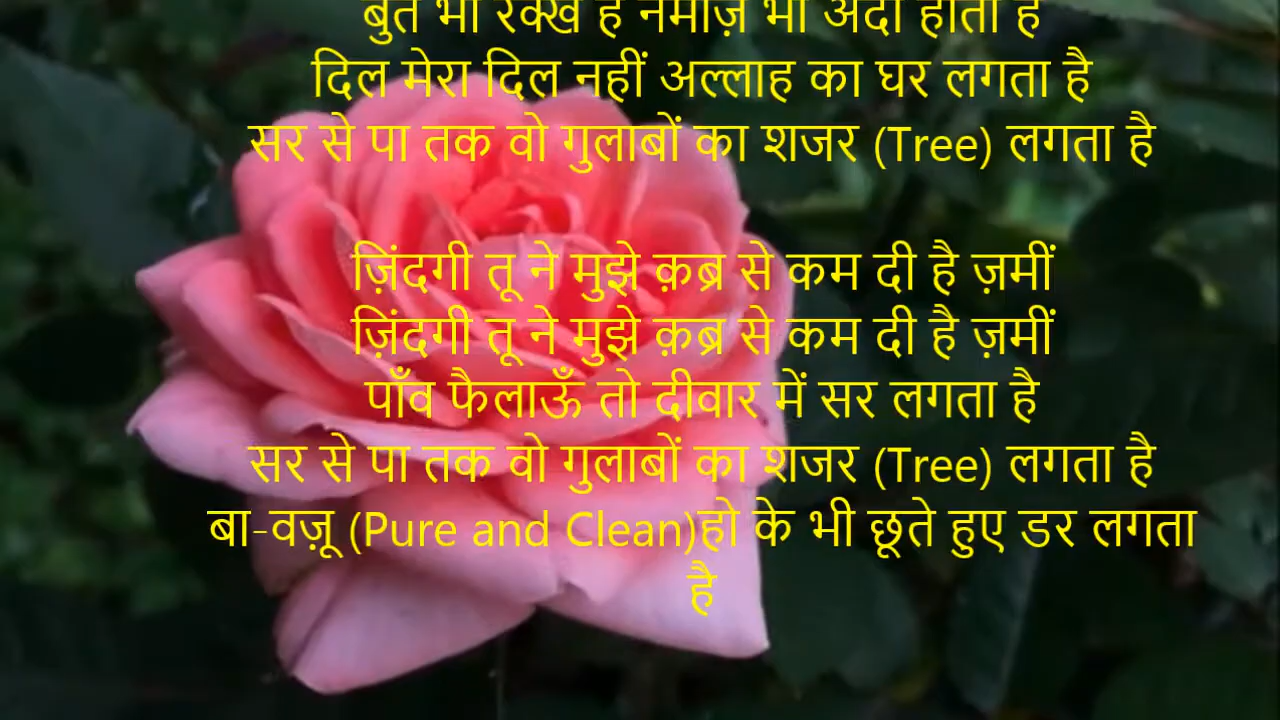 बुत भी रक्खे हैं नमाज़ें भी अदा होती हैं
दिल मेरा दिल नहीं अल्लाह का घर लगता है
सर से पा तक वो गुलाबों का शजर (Tree) लगता है
ज़िंदगी तू ने मुझे क़ब्र से कम दी है ज़मीं
ज़िंदगी तू ने मुझे क़ब्र से कम दी है ज़मीं
पाँव फैलाऊँ तो दीवार में सर लगता है
सर से पा तक वो गुलाबों का शजर (Tree) लगता है
बा-वज़ू (Pure and Clean)हो के भी छूते हुए डर लगता
है